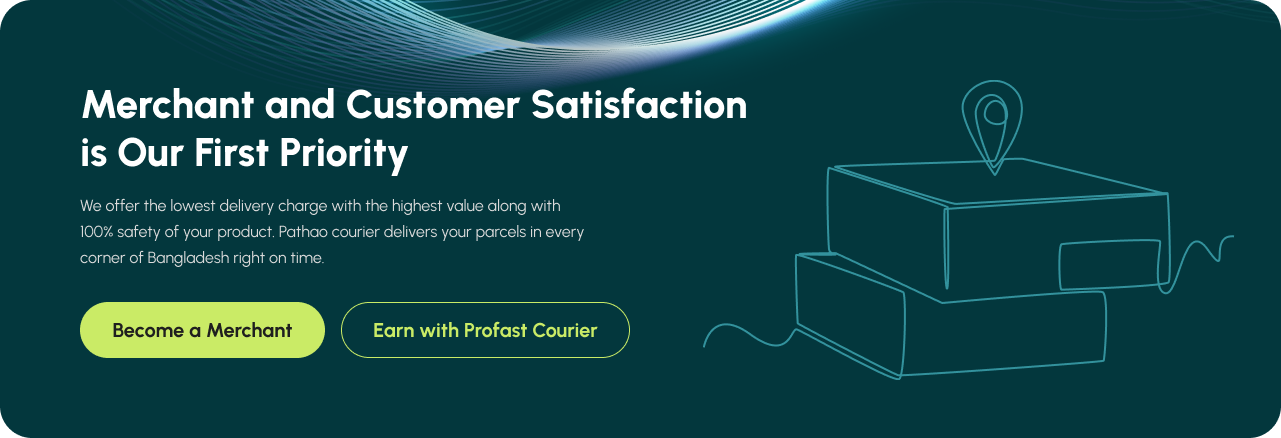 Merchant and Customer Satisfaction
is Our First Priority
We offer the lowest delivery charge with the highest value along with
100% safety of your product. Pathao courier delivers your parcels in every
corner of Bangladesh right on time.
Become a Merchant
Earn with Profast Courier